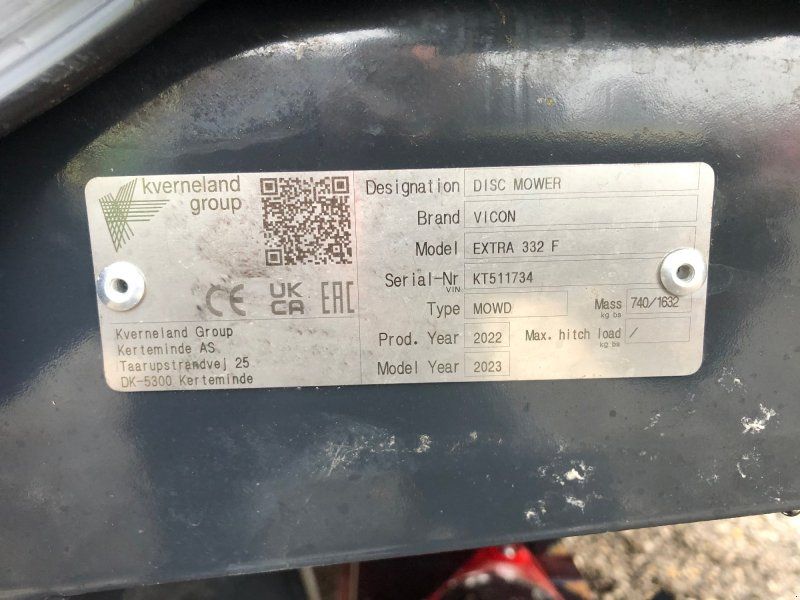 kverneland
group
CE UK CA EAC
Kverneland Group
Kerteminde AS
Taarupstrandvej 25
DK-5300 Kerteminde
Designation DISC MOWER
Brand VICON
Model EXTRA 332 F
Serial-Nr KT511734
VIN
Type MOWD Mass 740/1632
kg lbs
Prod. Year 2022 Max. hitch load /
kg lbs
Model Year 2023